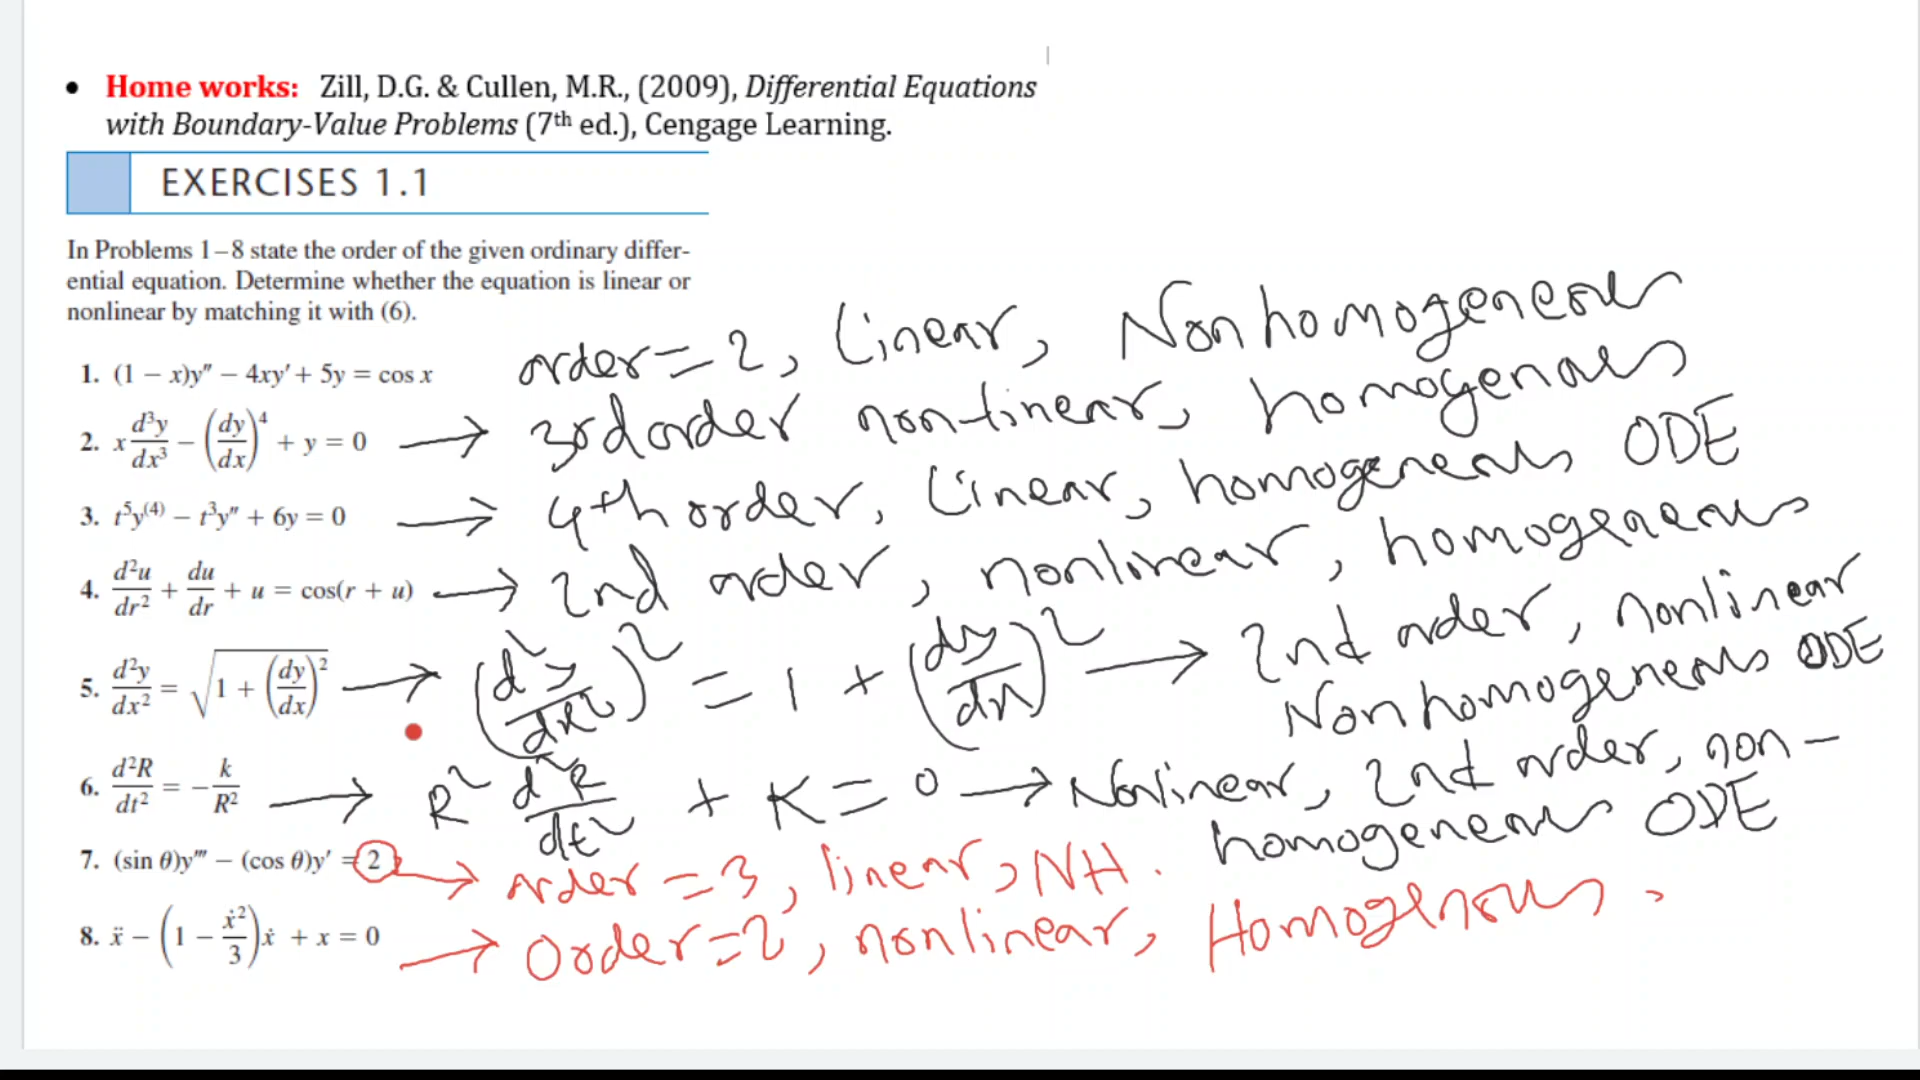 • Home works: Zill, D.G. & Cullen, M.R., (2009), Differential Equations
with Boundary-Value Problems (7th ed.), Cengage Learning.
EXERCISES 1.1
In Problems 1–8 state the order of the given ordinary differ-
ential equation. Determine whether the equation is linear or
nonlinear by matching it with (6).
1. (1 − x)y″ − 4xy′ + 5y = cos x order = 2, Linear, Nonhomogeneous
2. x d³y/dx³ − (dy/dx)⁴ + y = 0 → 3rd order nonlinear, homogenous
3. t⁵y⁽⁴⁾ − t³y″ + 6y = 0 → 4th order, Linear, homogeneous ODE
4. d²u/dr² + du/dr + u = cos(r + u) → 2nd order, nonlinear, homogeneous
5. d²y/dx² = √(1 + (dy/dx)²) → (d²y/dx²)² = 1 + (dy/dx)² → 2nd order, nonlinear
Nonhomogeneous ODE
6. d²R/dt² = −k/R² → R² d²R/dt² + K = 0 → Nonlinear, 2nd order, non-
homogeneous ODE
7. (sin θ)y‴ − (cos θ)y′ = 2 → order = 3, linear, NH.
8. ẍ − (1 − ẋ²/3)ẋ + x = 0 → Order = 2, nonlinear, Homogenous,